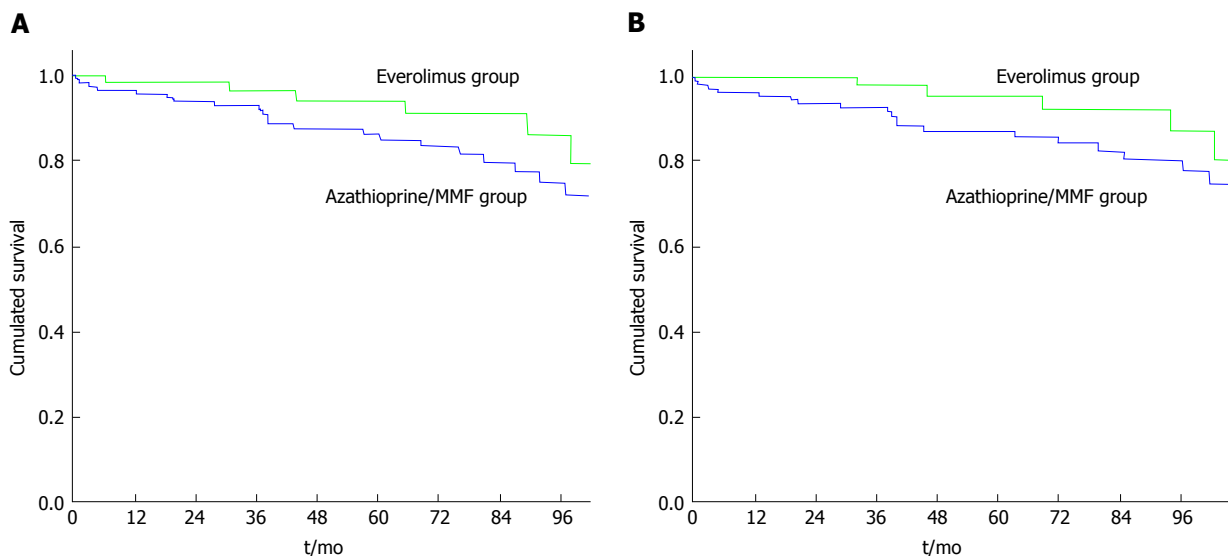 A
1.0
0.8
0.6
0.4
0.2
0.0
Cumulated survival
Everolimus group
Azathioprine/MMF group
0 12 24 36 48 60 72 84 96
t/mo
B
1.0
0.8
0.6
0.4
0.2
0.0
Cumulated survival
Everolimus group
Azathioprine/MMF group
0 12 24 36 48 60 72 84 96
t/mo